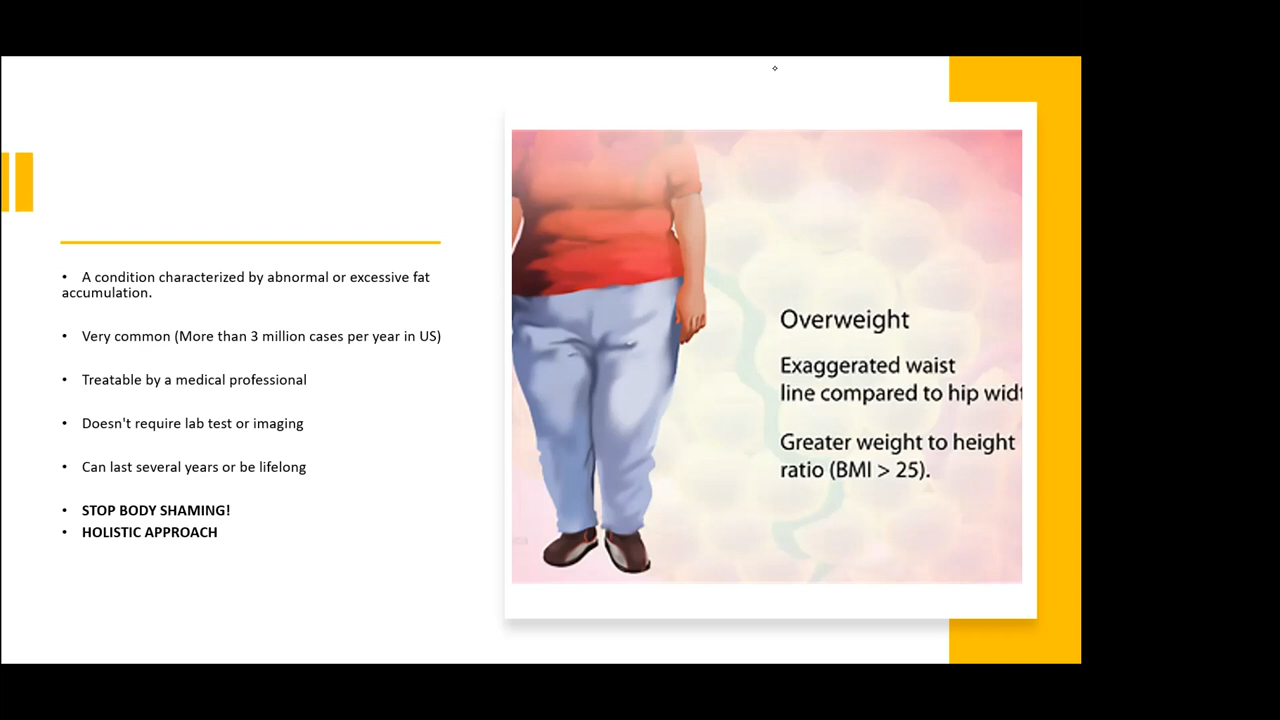 • A condition characterized by abnormal or excessive fat
accumulation.
• Very common (More than 3 million cases per year in US)
• Treatable by a medical professional
• Doesn't require lab test or imaging
• Can last several years or be lifelong
• STOP BODY SHAMING!
• HOLISTIC APPROACH
Overweight
Exaggerated waist
line compared to hip widt
Greater weight to height
ratio (BMI > 25).